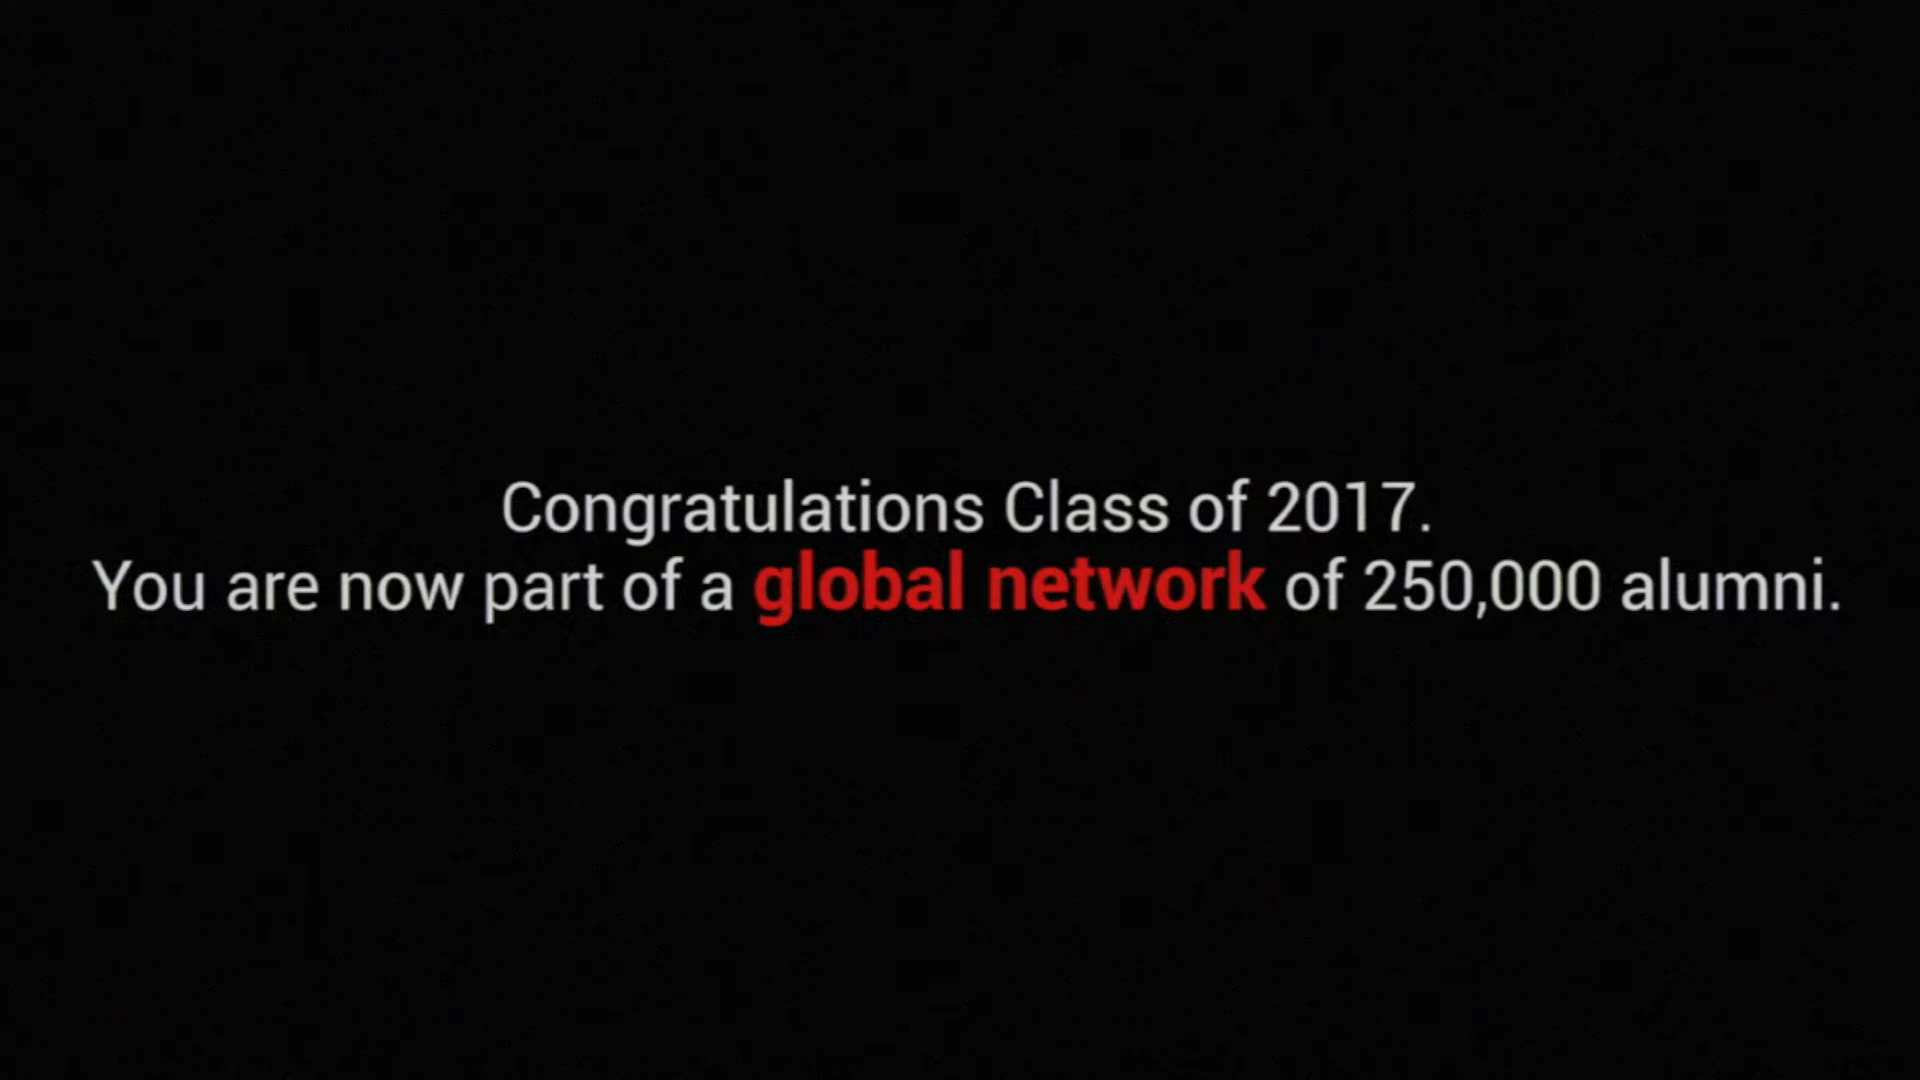 Congratulations Class of 2017.
You are now part of a global network of 250,000 alumni.